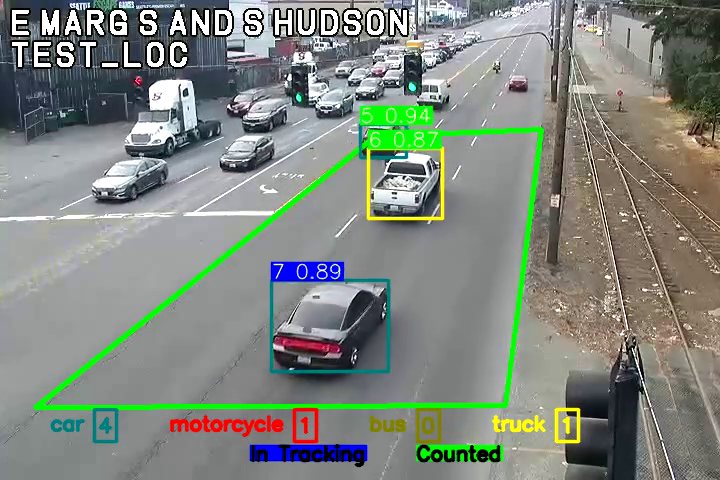 E MARG S AND S HUDSON
TEST_LOC
5 0.94
6 0.87
7 0.89
car 4 motorcycle 1 bus 0 truck 1
In Tracking Counted